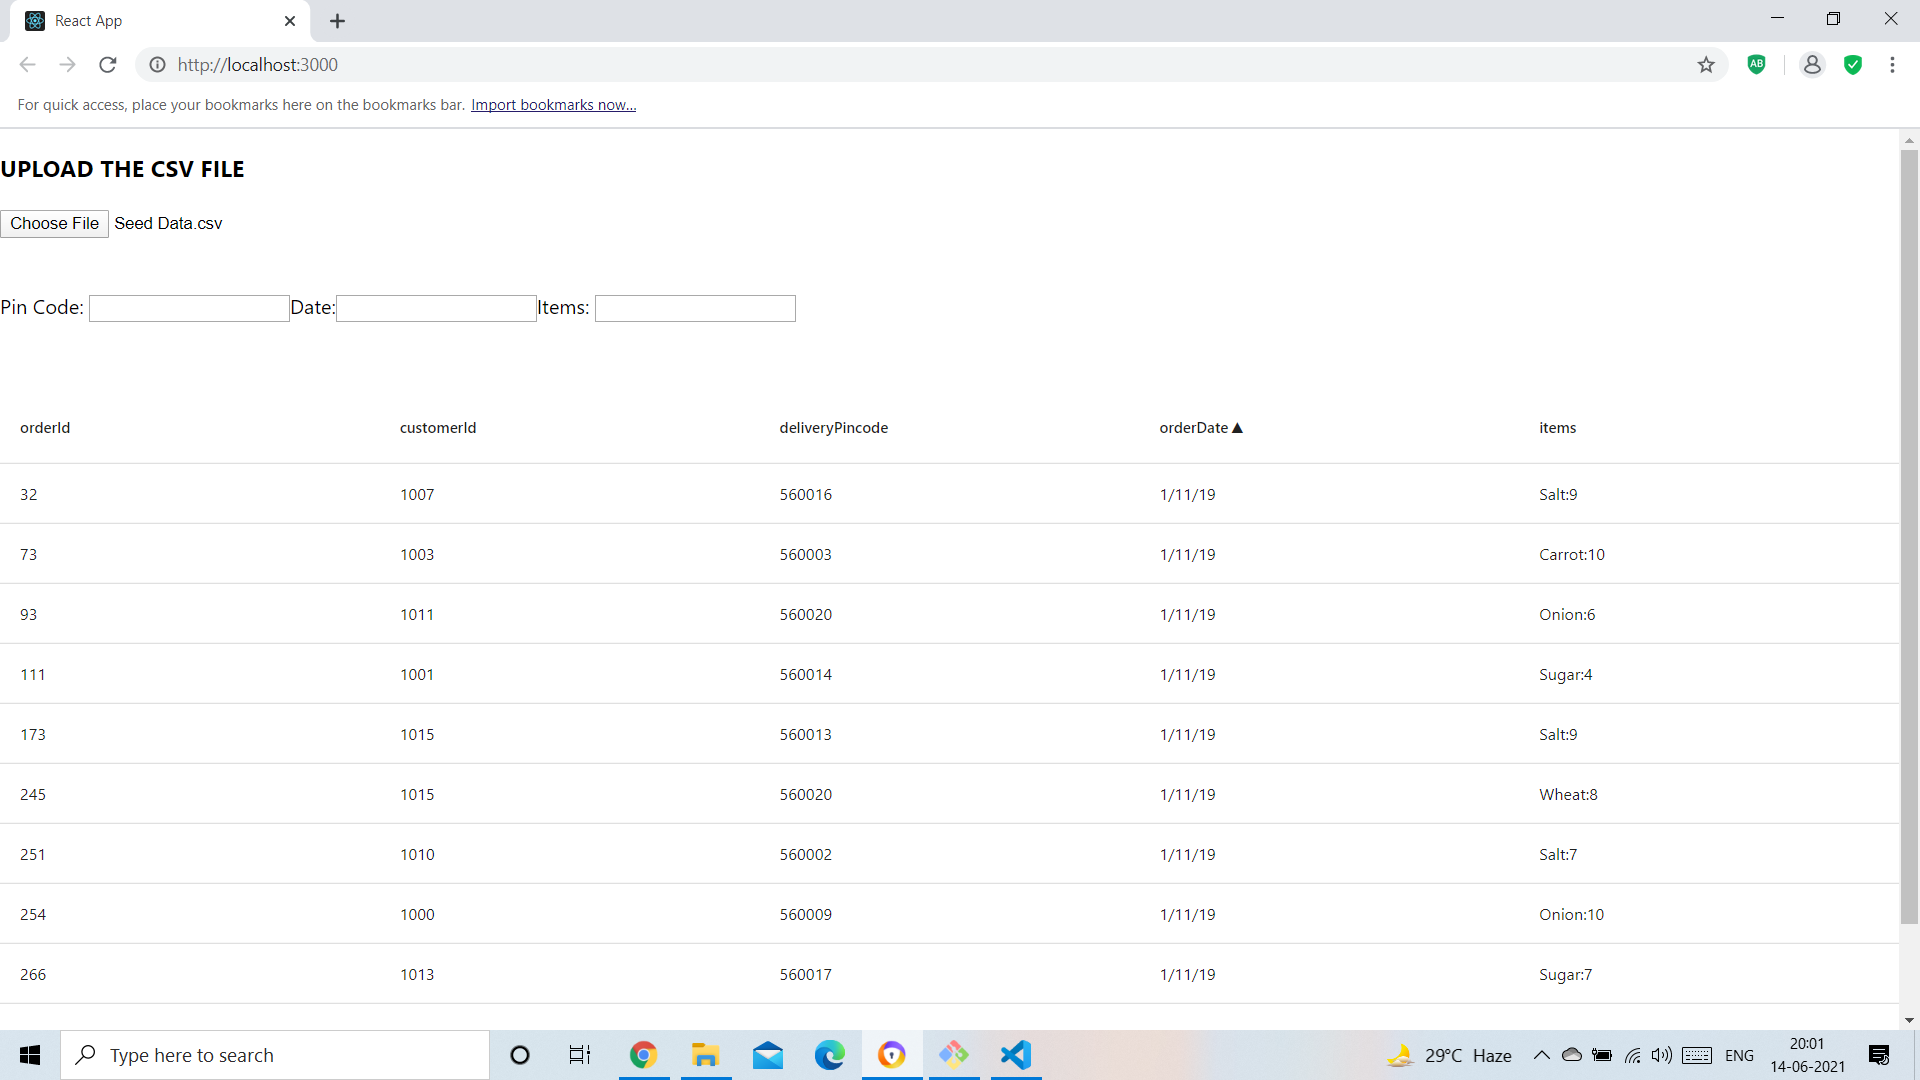 React App
http://localhost:3000
AB
For quick access, place your bookmarks here on the bookmarks bar. Import bookmarks now...
UPLOAD THE CSV FILE
Choose File Seed Data.csv
Pin Code: Date: Items:
orderId customerId deliveryPincode orderDate▲ items
32 1007 560016 1/11/19 Salt:9
73 1003 560003 1/11/19 Carrot:10
93 1011 560020 1/11/19 Onion:6
111 1001 560014 1/11/19 Sugar:4
173 1015 560013 1/11/19 Salt:9
245 1015 560020 1/11/19 Wheat:8
251 1010 560002 1/11/19 Salt:7
254 1000 560009 1/11/19 Onion:10
266 1013 560017 1/11/19 Sugar:7
Type here to search
29°C Haze
ENG
20:01
14-06-2021